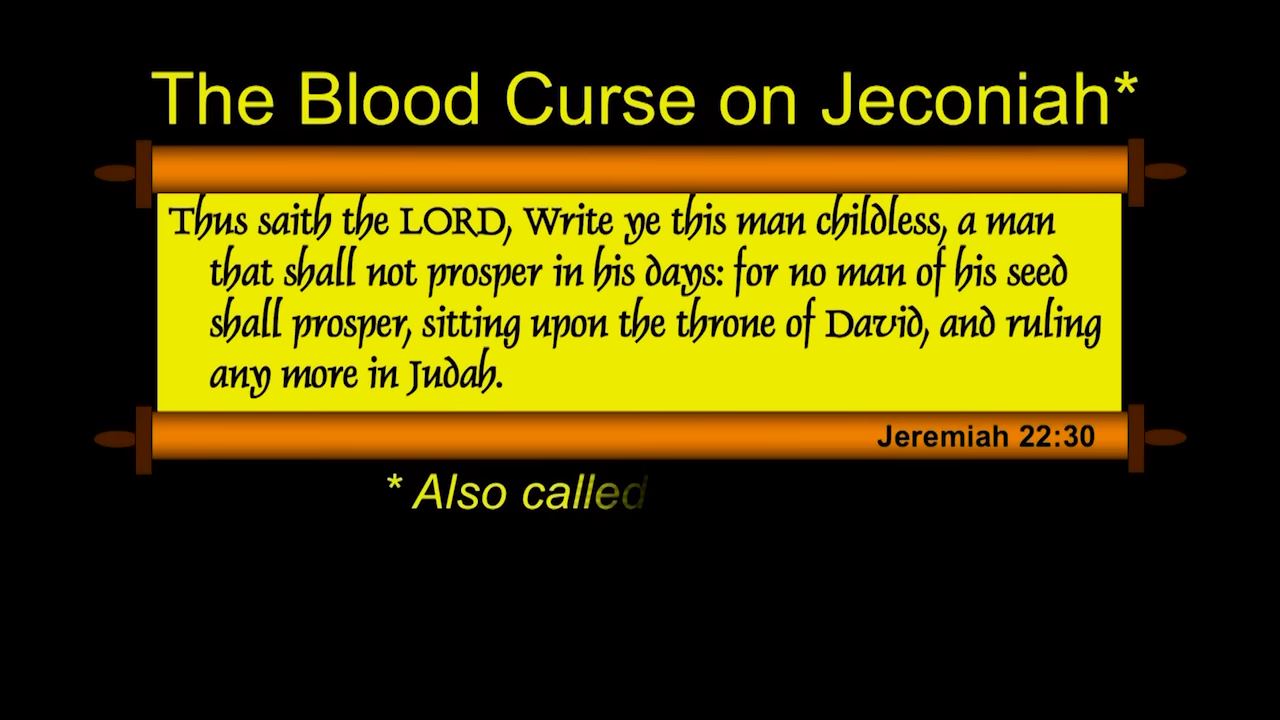 The Blood Curse on Jeconiah*
Thus saith the LORD, Write ye this man childless, a man
that shall not prosper in his days: for no man of his seed
shall prosper, sitting upon the throne of David, and ruling
any more in Judah.
Jeremiah 22:30
* Also called